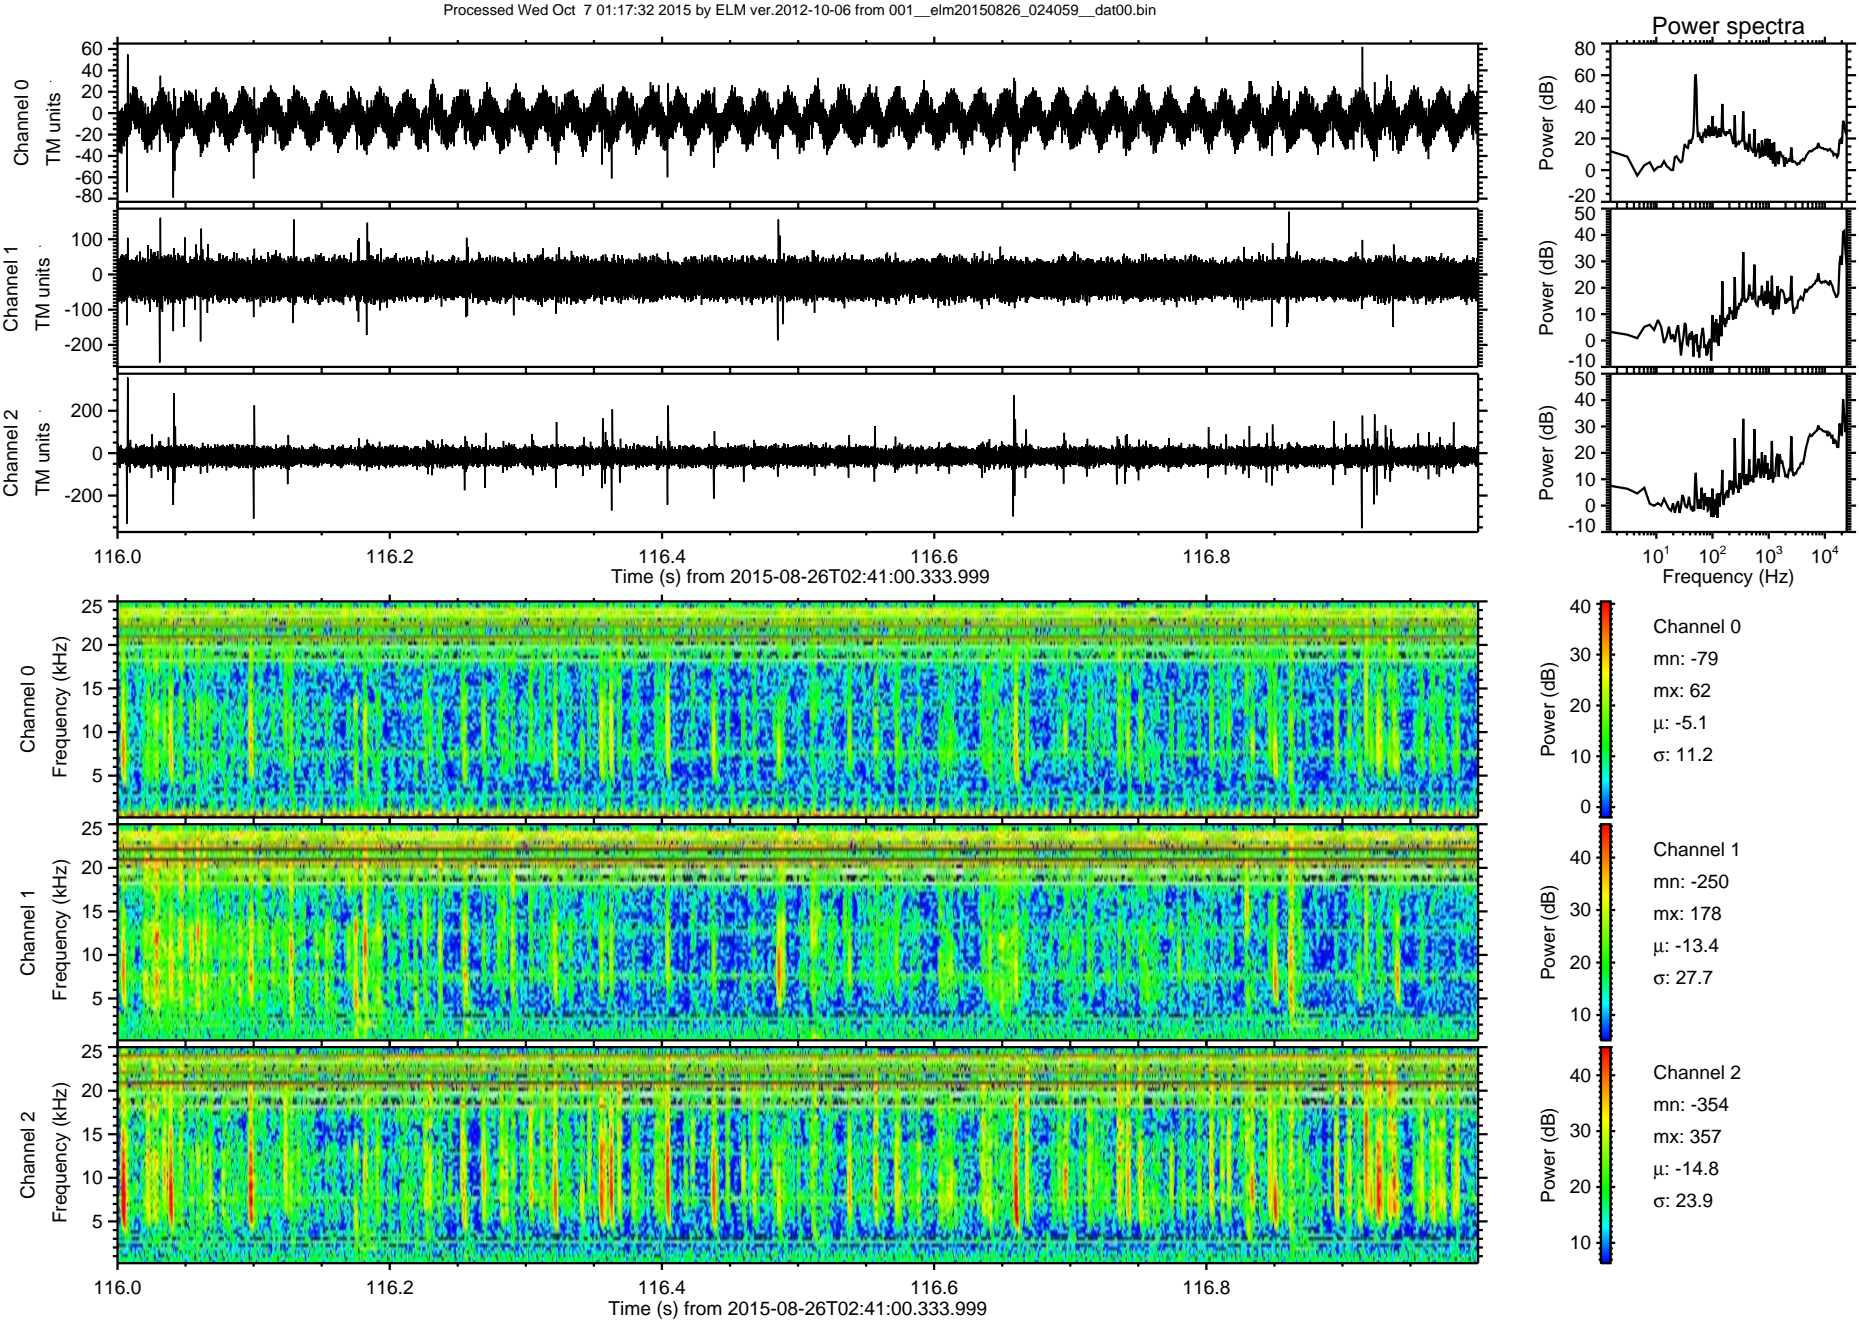 Processed Wed Oct  7 01:17:32 2015 by ELM ver.2012-10-06 from 001__elm20150826_024059__dat00.bin
Power spectra
Channel 0
TM units
60
40
20
0
-20
-40
-60
-80
Power (dB)
80
60
40
20
0
-20
Channel 1
TM units
100
0
-100
-200
Power (dB)
50
40
30
20
10
0
-10
Channel 2
TM units
200
0
-200
Power (dB)
50
40
30
20
10
0
-10
116.0 116.2 116.4 116.6 116.8
Time (s) from 2015-08-26T02:41:00.333.999
10^1 10^2 10^3 10^4
Frequency (Hz)
Channel 0
Frequency (kHz)
25
20
15
10
5
Power (dB)
40
30
20
10
0
Channel 0
mn: -79
mx: 62
µ: -5.1
σ: 11.2
Channel 1
Frequency (kHz)
25
20
15
10
5
Power (dB)
40
30
20
10
Channel 1
mn: -250
mx: 178
µ: -13.4
σ: 27.7
Channel 2
Frequency (kHz)
25
20
15
10
5
Power (dB)
40
30
20
10
Channel 2
mn: -354
mx: 357
µ: -14.8
σ: 23.9
116.0 116.2 116.4 116.6 116.8
Time (s) from 2015-08-26T02:41:00.333.999